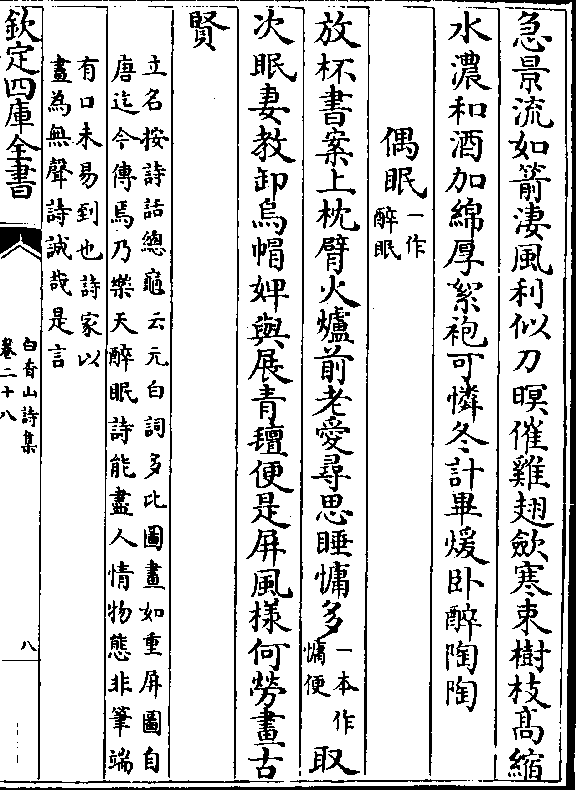 急景流如箭淒風利似刀暝催雞翅歛寒束樹枝髙縮
水濃和酒加綿厚絮袍可憐冬計畢煖卧醉陶陶
偶眠一作醉眠
放杯書案上枕臂火爐前老愛尋思睡慵多一本作慵便取
次眠妻教卸烏帽婢與展青氊便是屏風樣何勞畫古
賢
立名按詩話總龜云元白詞多比圖畫如重屏圖自
唐迄今傳焉乃樂天醉眠詩能盡人情物態非筆端
有口未易到也詩家以
畫為無聲詩誠哉是言
欽定四庫全書
白香山詩集
卷二十八
八